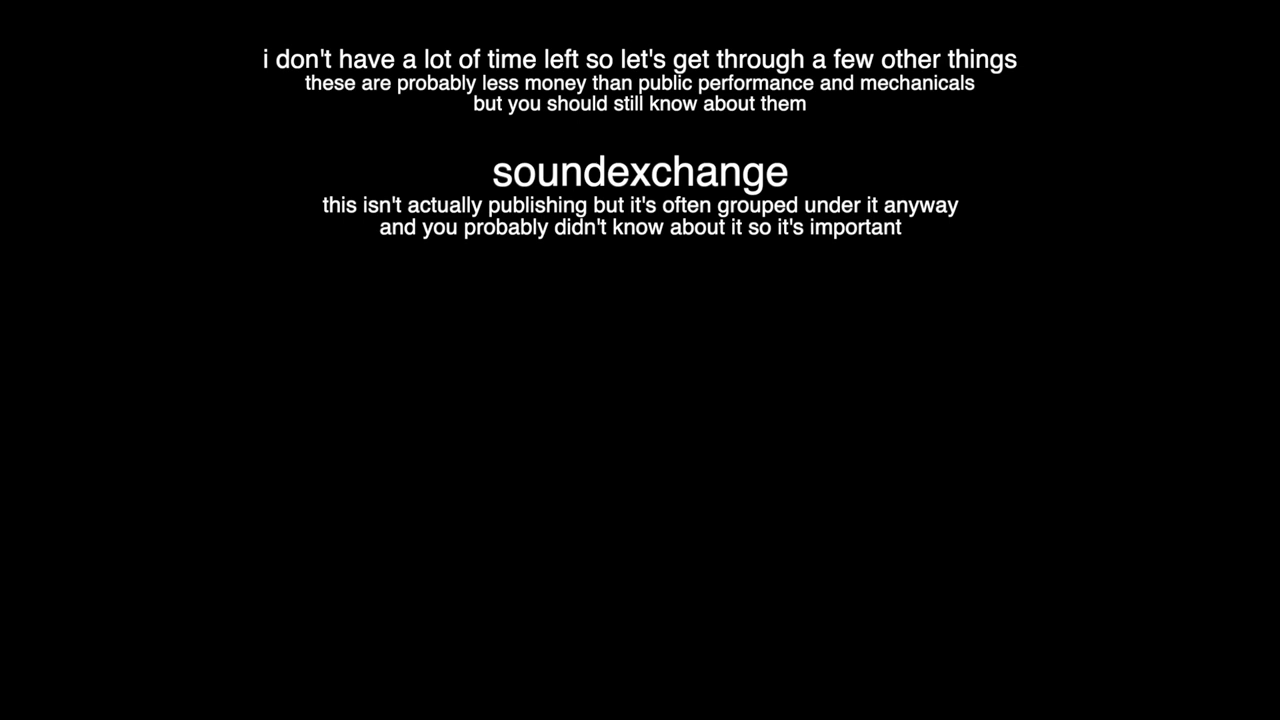 i don't have a lot of time left so let's get through a few other things
these are probably less money than public performance and mechanicals
but you should still know about them
soundexchange
this isn't actually publishing but it's often grouped under it anyway
and you probably didn't know about it so it's important